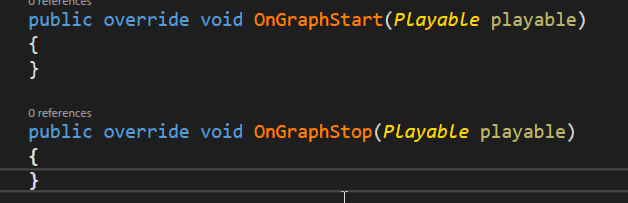 0 references
public override void OnGraphStart(Playable playable)
{
}
0 references
public override void OnGraphStop(Playable playable)
{
}